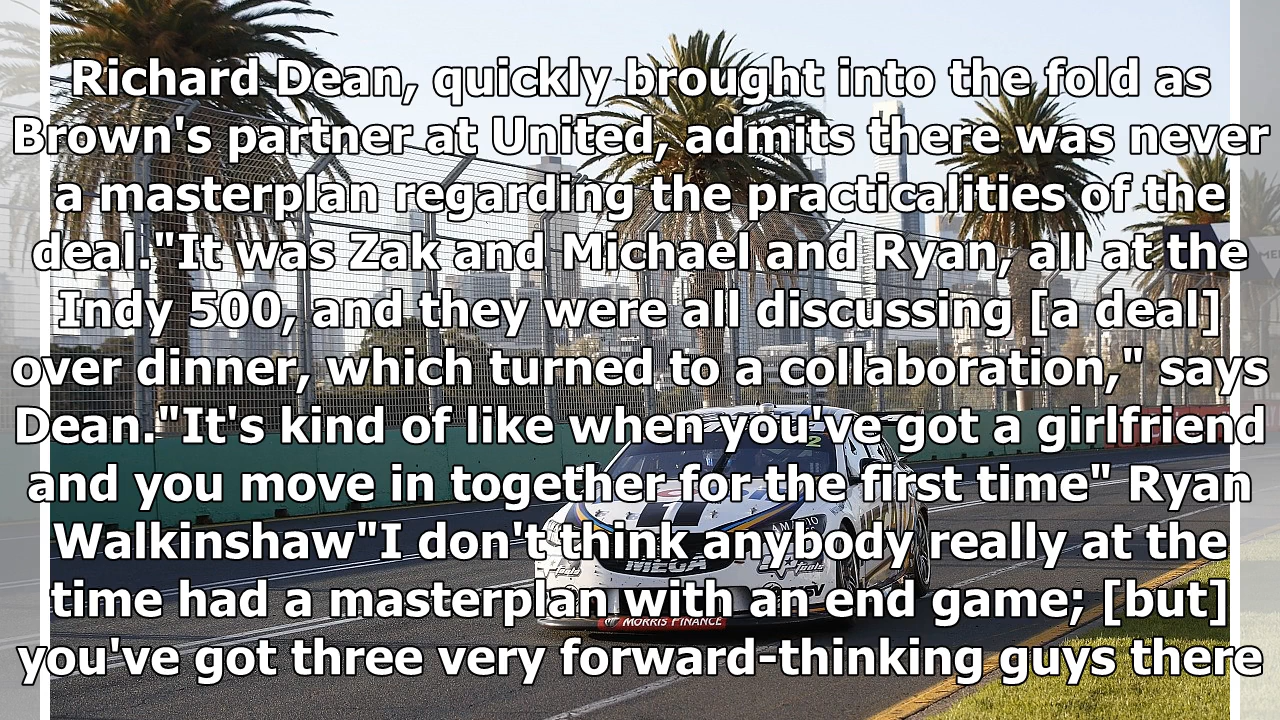 Richard Dean, quickly brought into the fold as
Brown's partner at United, admits there was never
a masterplan regarding the practicalities of the
deal."It was Zak and Michael and Ryan, all at the
Indy 500, and they were all discussing [a deal]
over dinner, which turned to a collaboration," says
Dean."It's kind of like when you've got a girlfriend
and you move in together for the first time" Ryan
Walkinshaw"I don't think anybody really at the
time had a masterplan with an end game; [but]
you've got three very forward-thinking guys there
MEGA
MORRIS FINANCE
2